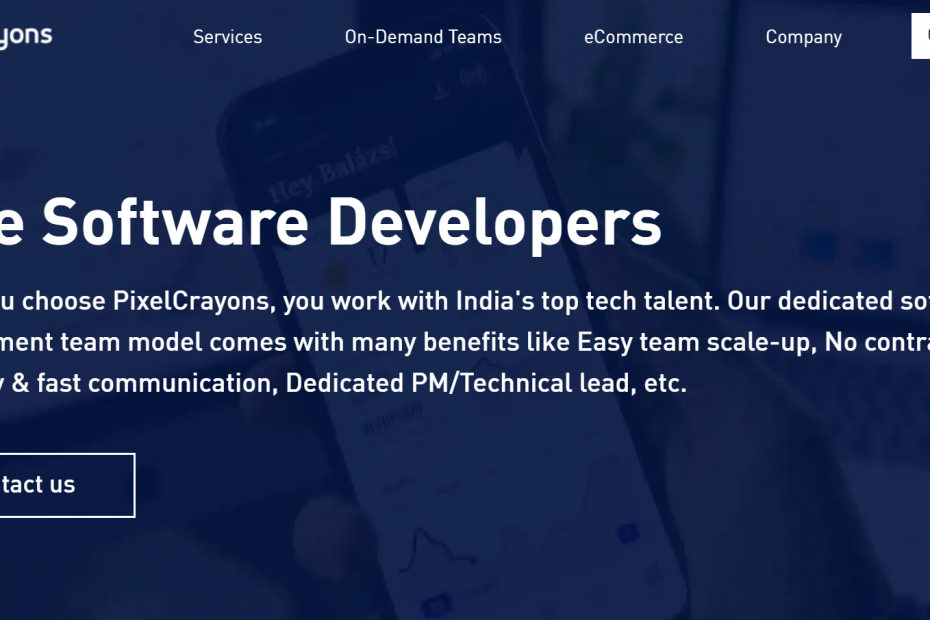 yons
Services
On-Demand Teams
eCommerce
Company
Hey Balázs!
e Software Developers
u choose PixelCrayons, you work with India's top tech talent. Our dedicated so
ment team model comes with many benefits like Easy team scale-up, No contra
& fast communication, Dedicated PM/Technical lead, etc.
tact us